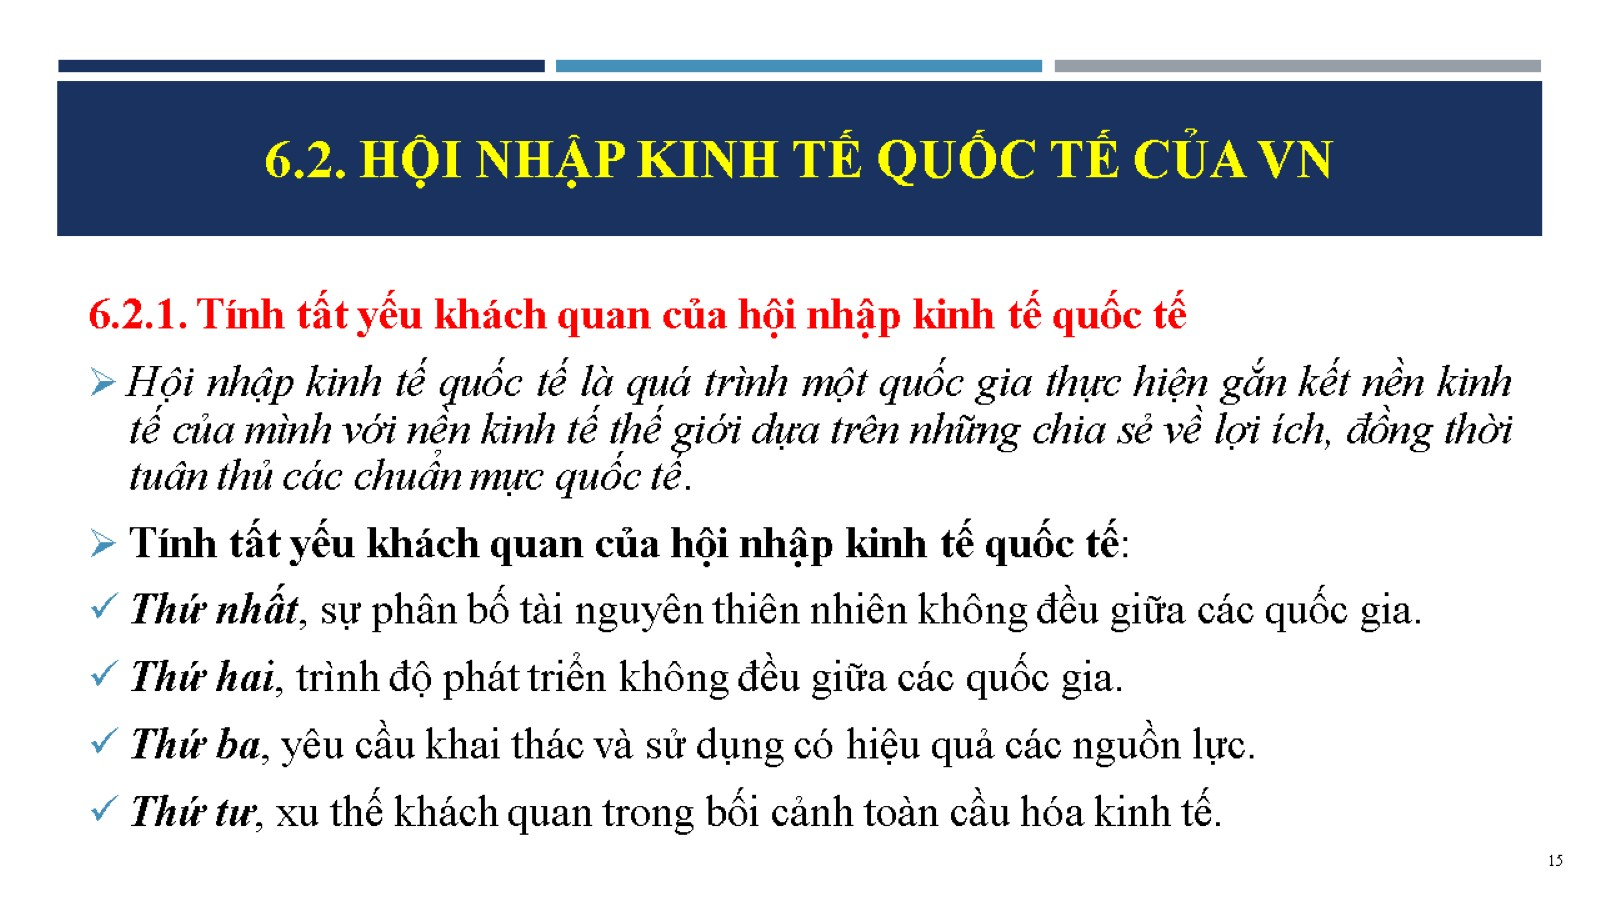 6.2. HỘI NHẬP KINH TẾ QUỐC TẾ CỦA VN
6.2.1. Tính tất yếu khách quan của hội nhập kinh tế quốc tế
Hội nhập kinh tế quốc tế là quá trình một quốc gia thực hiện gắn kết nền kinh
tế của mình với nền kinh tế thế giới dựa trên những chia sẻ về lợi ích, đồng thời
tuân thủ các chuẩn mực quốc tế.
Tính tất yếu khách quan của hội nhập kinh tế quốc tế:
Thứ nhất, sự phân bố tài nguyên thiên nhiên không đều giữa các quốc gia.
Thứ hai, trình độ phát triển không đều giữa các quốc gia.
Thứ ba, yêu cầu khai thác và sử dụng có hiệu quả các nguồn lực.
Thứ tư, xu thế khách quan trong bối cảnh toàn cầu hóa kinh tế.
15